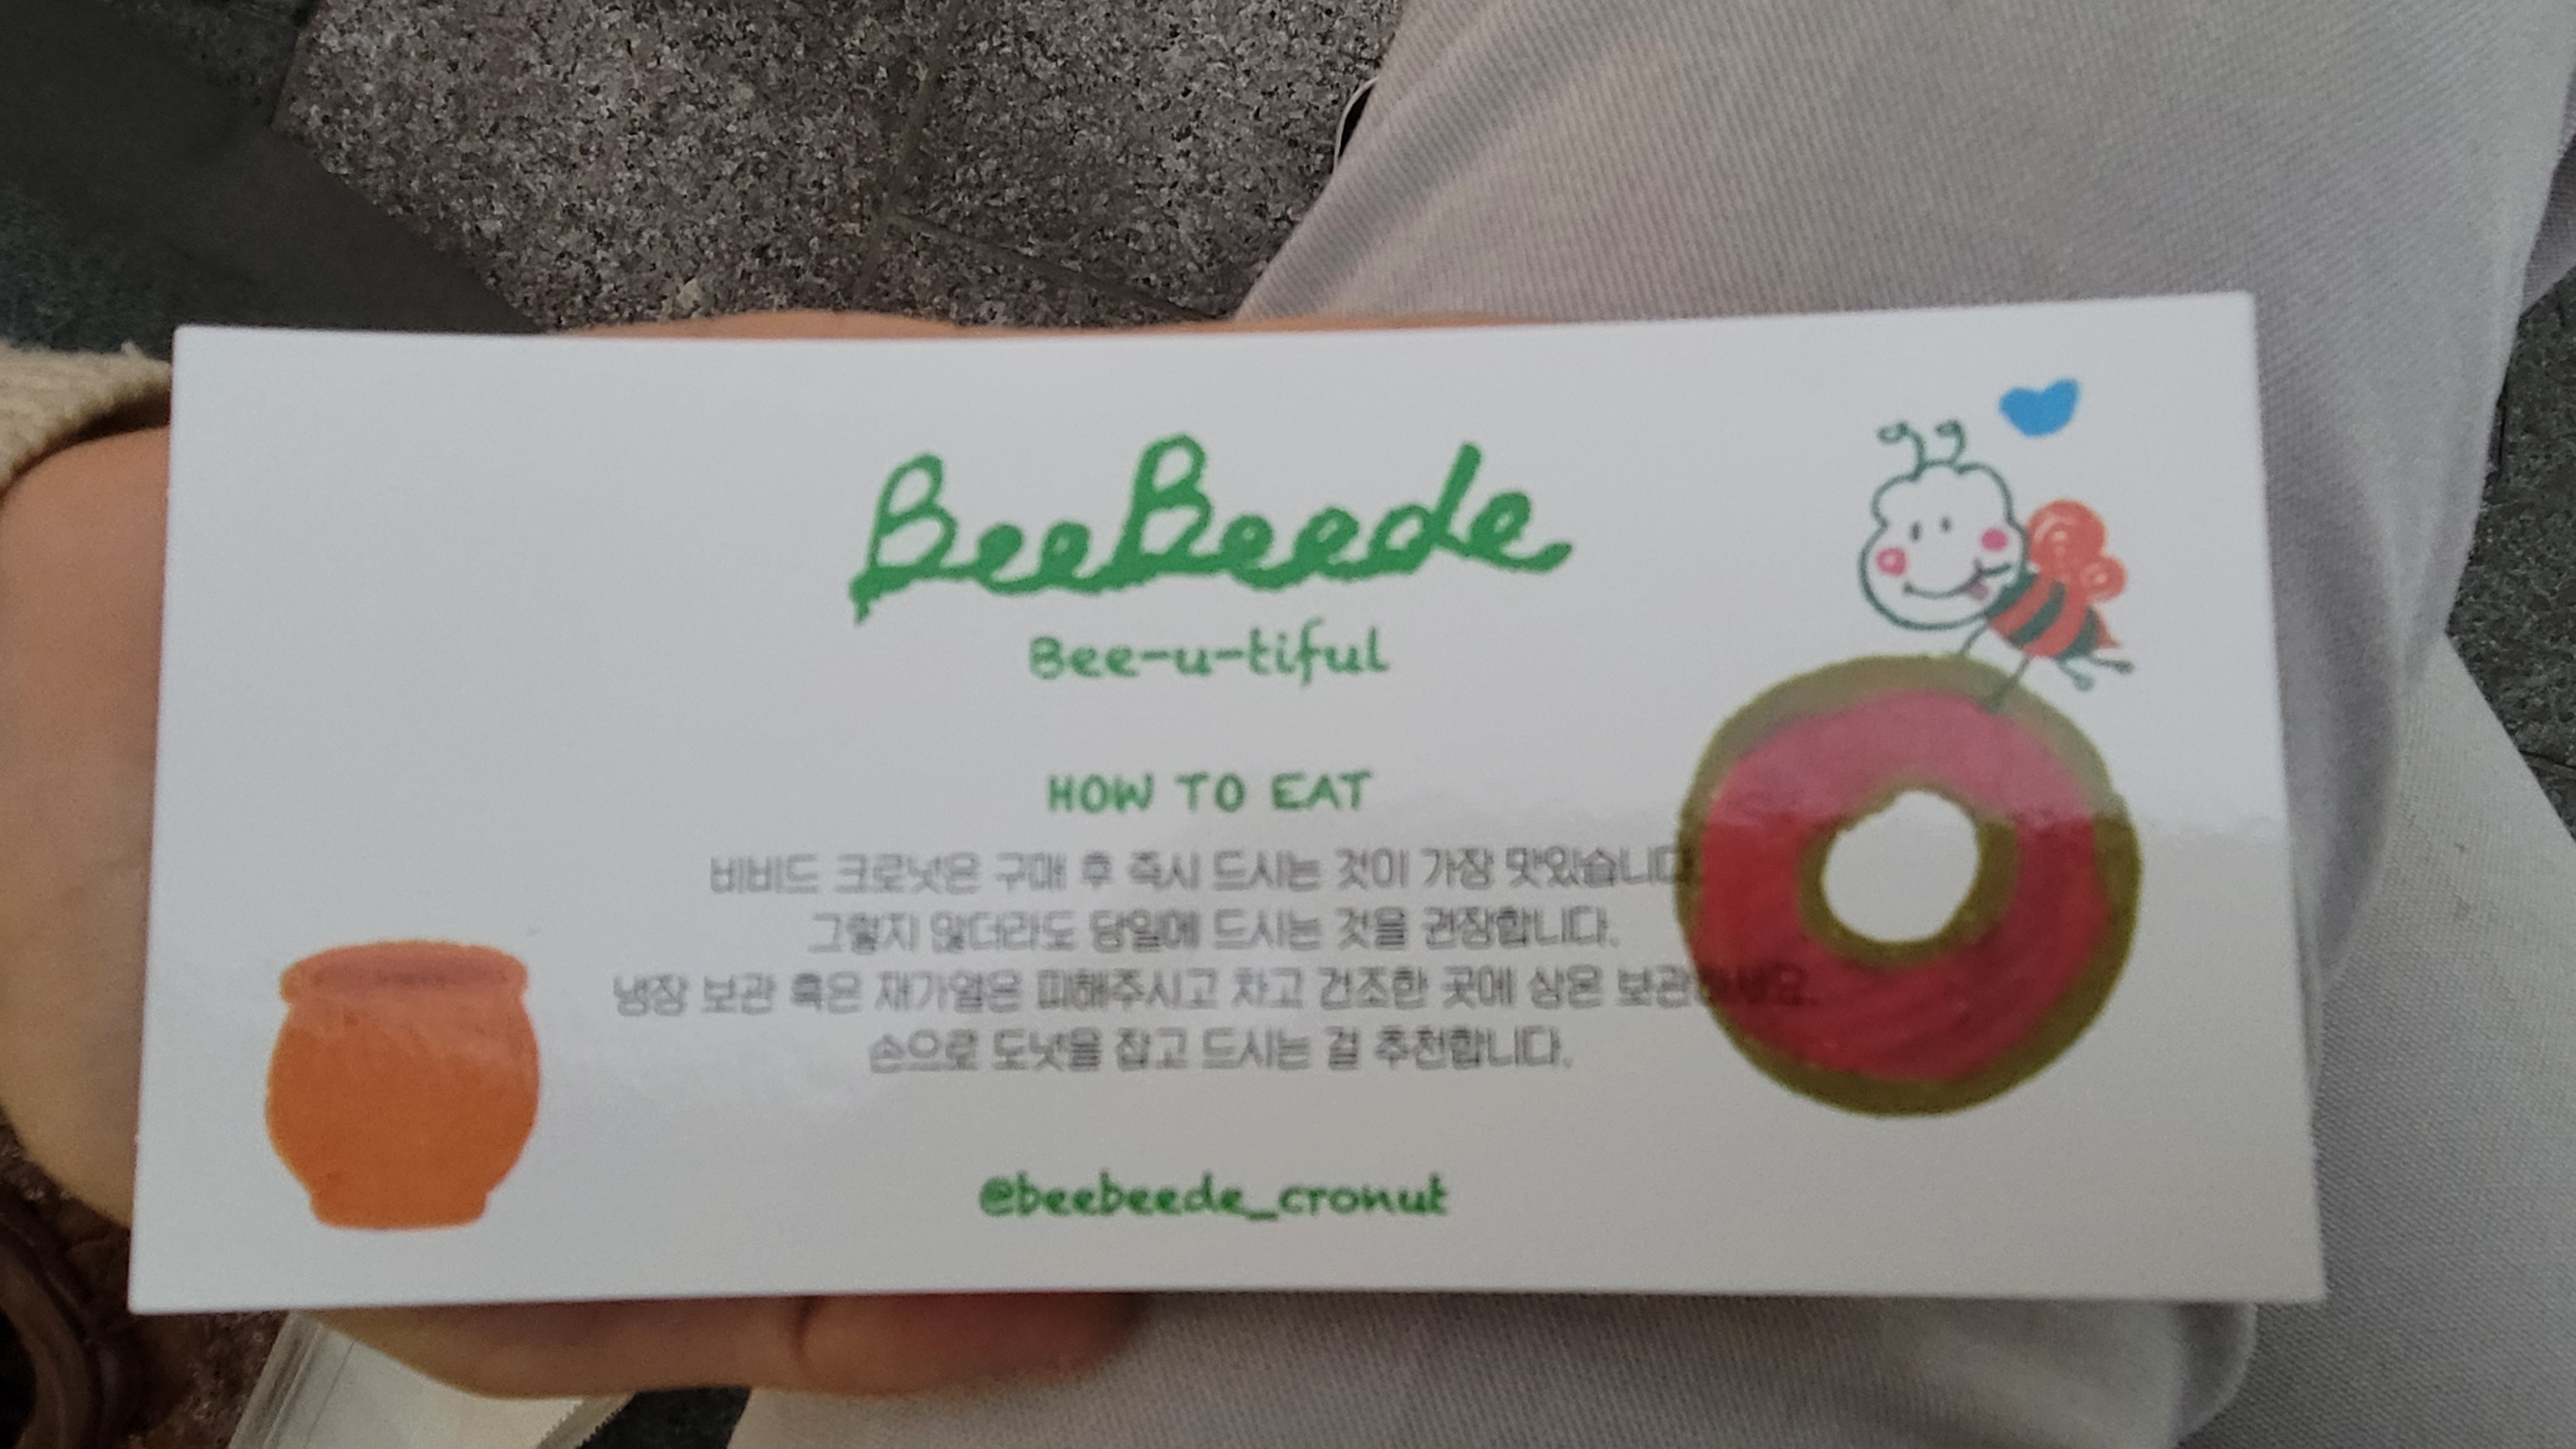 BeeBeede
Bee-u-tiful
HOW TO EAT
비비드 크로넛은 구매 후 즉시 드시는 것이 가장 맛있습니다.
그렇지 않더라도 당일에 드시는 것을 권장합니다.
냉장 보관 혹은 재가열은 피해주시고 차고 건조한 곳에 상온 보관하세요.
손으로 도넛을 잡고 드시는 걸 추천합니다.
@beebeede_cronut